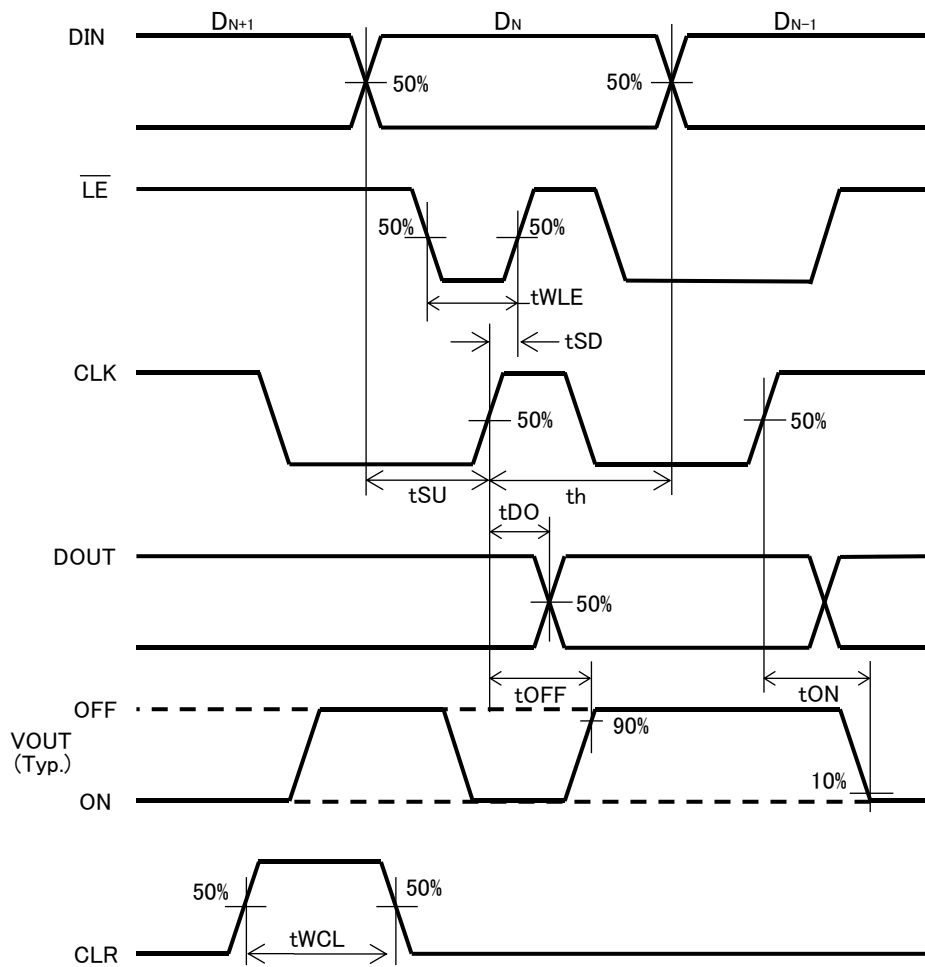 DN+1 DN DN-1
DIN
50% 50%
LE
50% 50%
tWLE
tSD
CLK
50% 50%
tSU th
tDO
DOUT
50%
tOFF tON
OFF
90%
VOUT
(Typ.)
10%
ON
50% 50%
tWCL
CLR